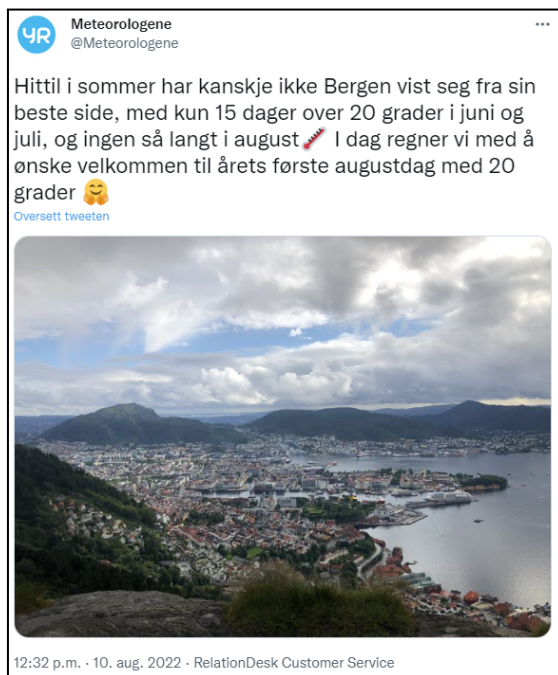 YR
Meteorologene
@Meteorologene
Hittil i sommer har kanskje ikke Bergen vist seg fra sin
beste side, med kun 15 dager over 20 grader i juni og
juli, og ingen så langt i august🌡️ I dag regner vi med å
ønske velkommen til årets første augustdag med 20
grader 🤗
Oversett tweeten
12:32 p.m. · 10. aug. 2022 · RelationDesk Customer Service